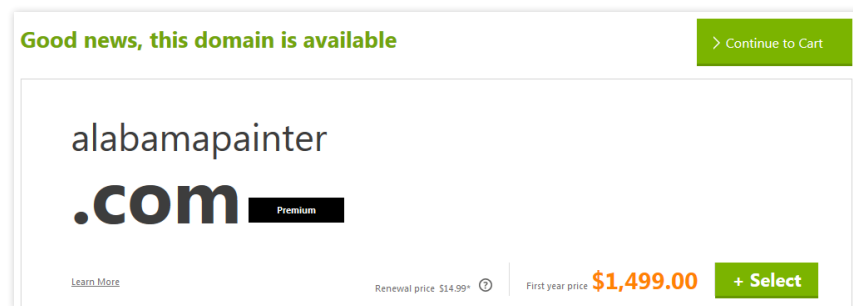 Good news, this domain is available
> Continue to Cart
alabamapainter
.com Premium
Learn More
Renewal price $14.99* ?
First year price $1,499.00
+ Select